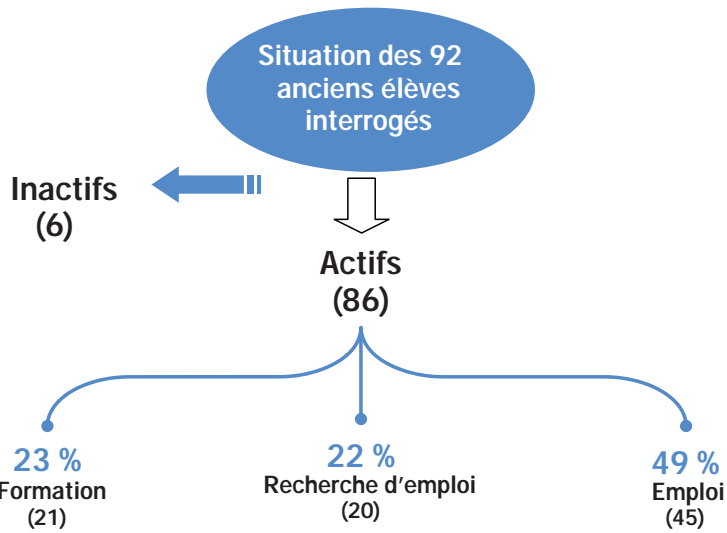 Situation des 92
anciens élèves
interrogés
Inactifs
(6)
Actifs
(86)
23 %
Formation
(21)
22 %
Recherche d'emploi
(20)
49 %
Emploi
(45)